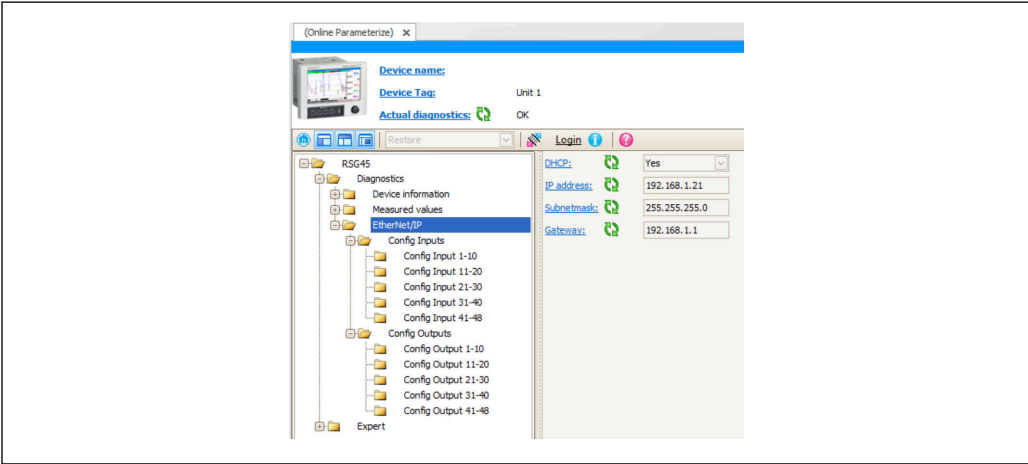 (Online Parameterize) x
Device name:
Device Tag: Unit 1
Actual diagnostics: OK
Restore Login
RSG45
Diagnostics
Device information
Measured values
EtherNet/IP
Config Inputs
Config Input 1-10
Config Input 11-20
Config Input 21-30
Config Input 31-40
Config Input 41-48
Config Outputs
Config Output 1-10
Config Output 11-20
Config Output 21-30
Config Output 31-40
Config Output 41-48
Expert
DHCP: Yes
IP address: 192.168.1.21
Subnetmask: 255.255.255.0
Gateway: 192.168.1.1